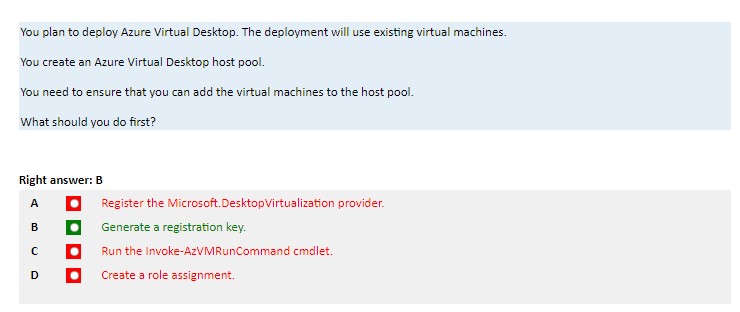 You plan to deploy Azure Virtual Desktop. The deployment will use existing virtual machines.
You create an Azure Virtual Desktop host pool.
You need to ensure that you can add the virtual machines to the host pool.
What should you do first?
Right answer: B
A Register the Microsoft.DesktopVirtualization provider.
B Generate a registration key.
C Run the Invoke-AzVMRunCommand cmdlet.
D Create a role assignment.